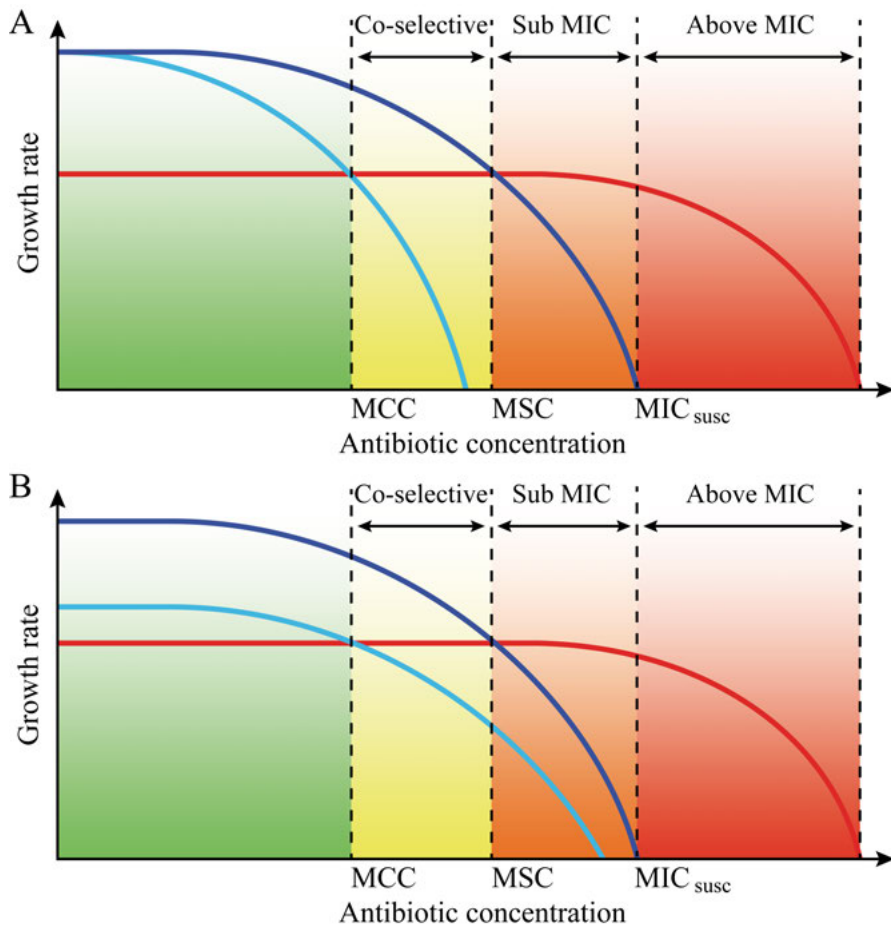 A
Co-selective Sub MIC Above MIC
Growth rate
MCC MSC MICsusc
Antibiotic concentration
B
Co-selective Sub MIC Above MIC
Growth rate
MCC MSC MICsusc
Antibiotic concentration